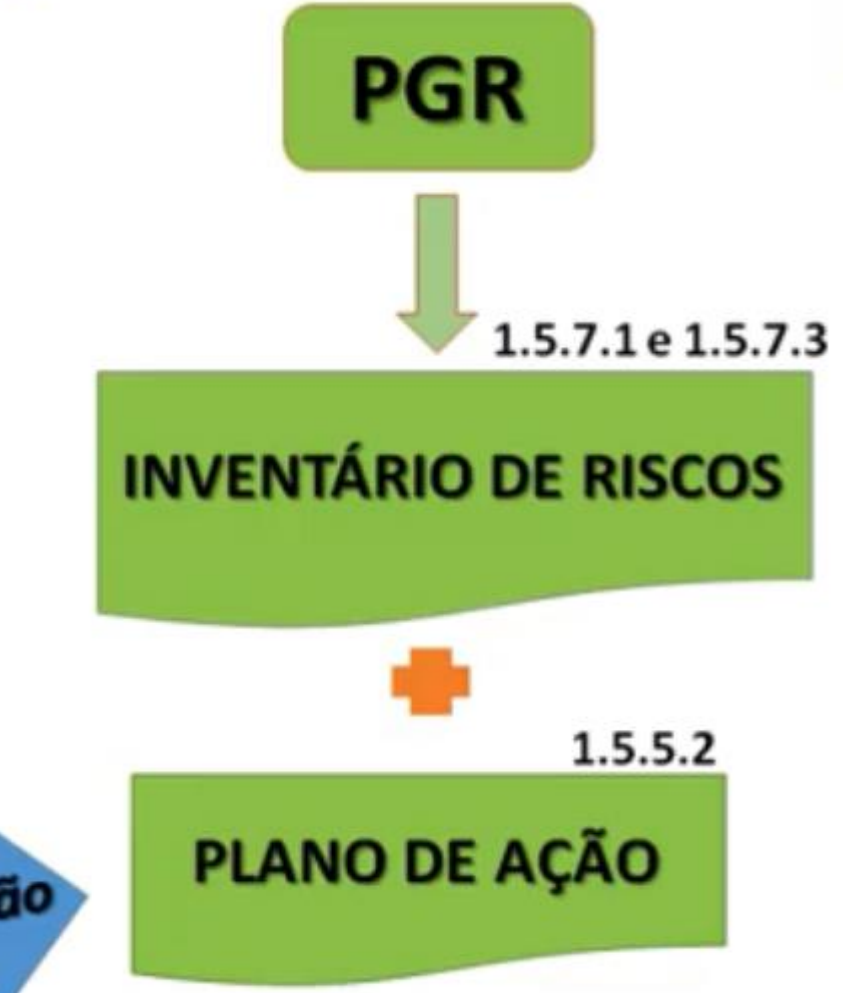 PGR
1.5.7.1 e 1.5.7.3
INVENTÁRIO DE RISCOS
1.5.5.2
PLANO DE AÇÃO
ão